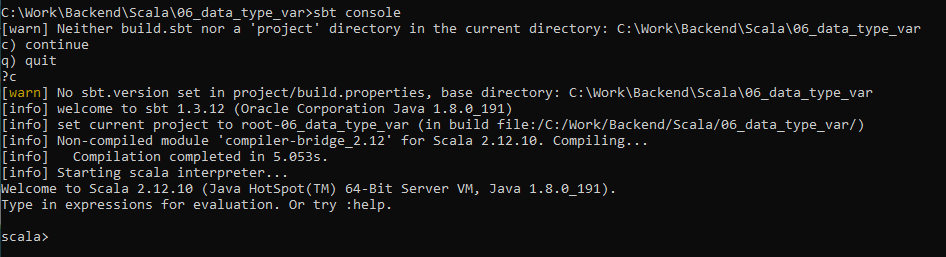 C:\Work\Backend\Scala\06_data_type_var>sbt console
[warn] Neither build.sbt nor a 'project' directory in the current directory: C:\Work\Backend\Scala\06_data_type_var
c) continue
q) quit
?c
[warn] No sbt.version set in project/build.properties, base directory: C:\Work\Backend\Scala\06_data_type_var
[info] welcome to sbt 1.3.12 (Oracle Corporation Java 1.8.0_191)
[info] set current project to root-06_data_type_var (in build file:/C:/Work/Backend/Scala/06_data_type_var/)
[info] Non-compiled module 'compiler-bridge_2.12' for Scala 2.12.10. Compiling...
[info]   Compilation completed in 5.053s.
[info] Starting scala interpreter...
Welcome to Scala 2.12.10 (Java HotSpot(TM) 64-Bit Server VM, Java 1.8.0_191).
Type in expressions for evaluation. Or try :help.
scala>